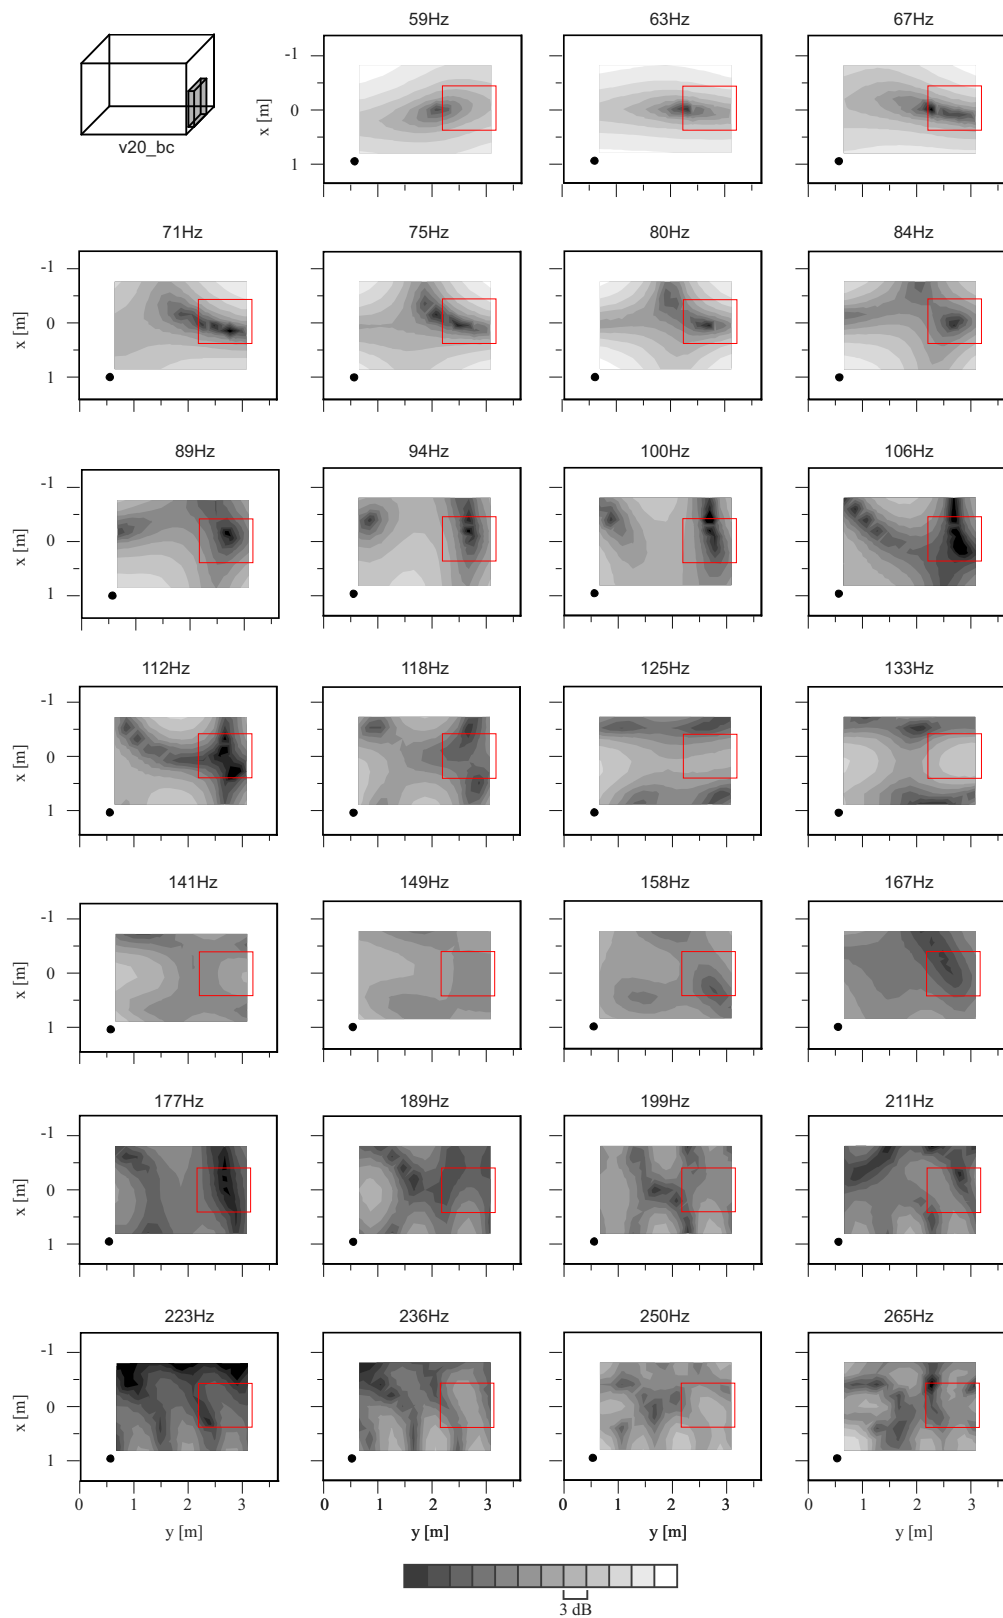 59Hz 63Hz 67Hz
-1
x [m] 0
1
v20_bc
71Hz 75Hz 80Hz 84Hz
-1
x [m] 0
1
89Hz 94Hz 100Hz 106Hz
-1
x [m] 0
1
112Hz 118Hz 125Hz 133Hz
-1
x [m] 0
1
141Hz 149Hz 158Hz 167Hz
-1
x [m] 0
1
177Hz 189Hz 199Hz 211Hz
-1
x [m] 0
1
223Hz 236Hz 250Hz 265Hz
-1
x [m] 0
1
0 1 2 3 0 1 2 3 0 1 2 3 0 1 2 3
y [m] y [m] y [m] y [m]
3 dB